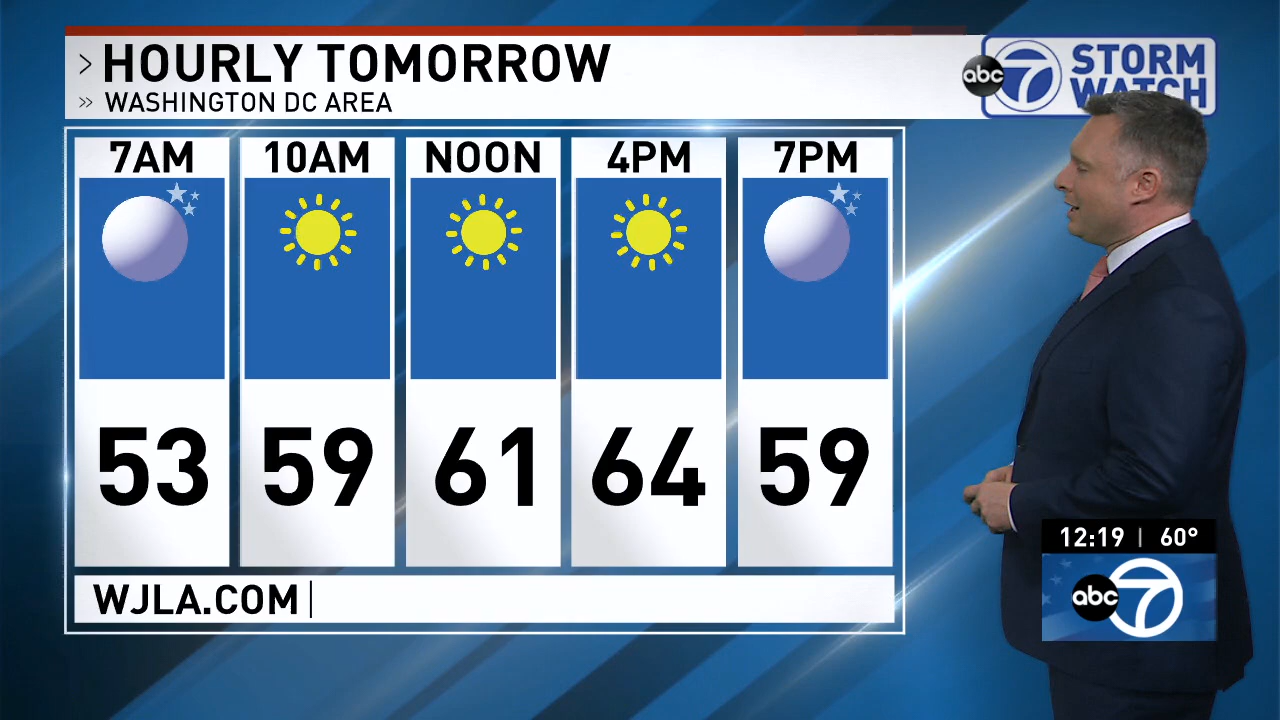 > HOURLY TOMORROW
» WASHINGTON DC AREA
abc 7 STORM WATCH
7AM 10AM NOON 4PM 7PM
53 59 61 64 59
WJLA.COM |
12:19 | 60°
abc 7